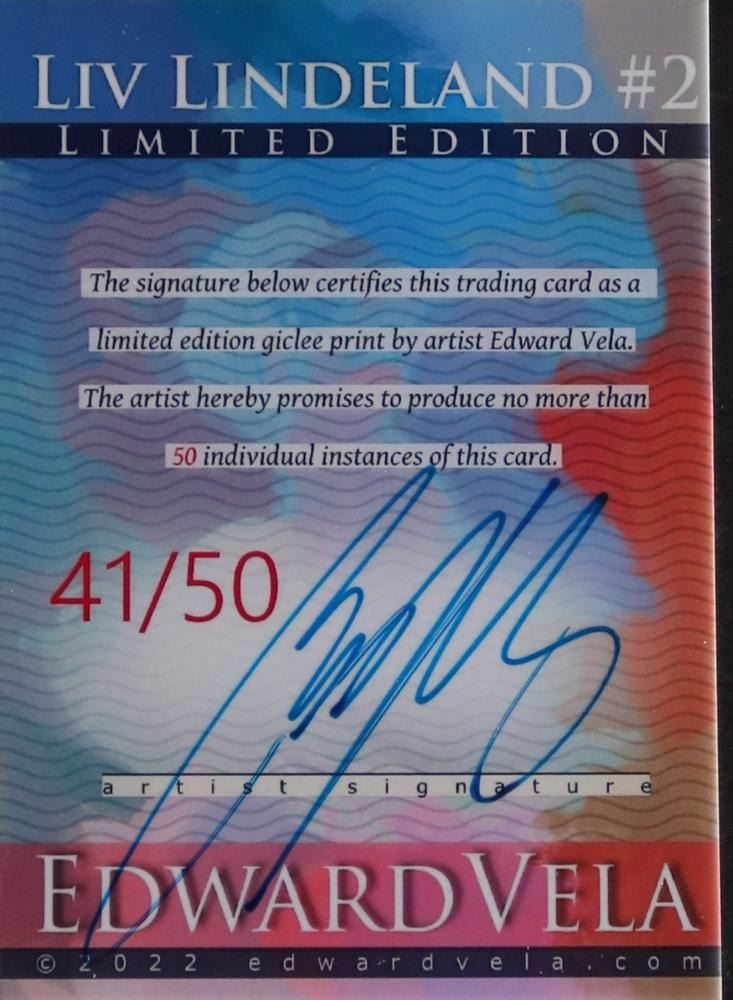 LIV LINDELAND #2
LIMITED EDITION
The signature below certifies this trading card as a
limited edition giclee print by artist Edward Vela.
The artist hereby promises to produce no more than
50 individual instances of this card.
41/50
artist signature
EDWARDVELA
© 2022 edwardvela.com